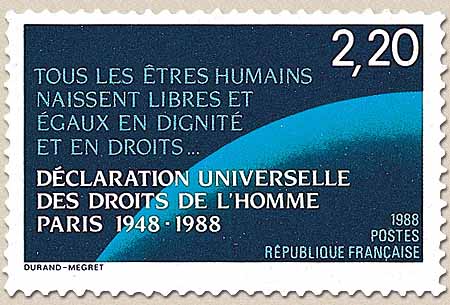 2,20
TOUS LES ÊTRES HUMAINS
NAISSENT LIBRES ET
ÉGAUX EN DIGNITÉ
ET EN DROITS...
DÉCLARATION UNIVERSELLE
DES DROITS DE L'HOMME
PARIS 1948·1988
1988
POSTES
RÉPUBLIQUE FRANÇAISE
DURAND-MEGRET